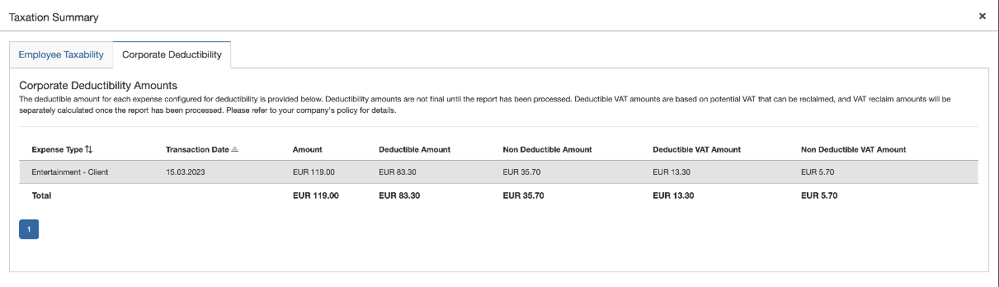 Taxation Summary ×
Employee Taxability Corporate Deductibility
Corporate Deductibility Amounts
The deductible amount for each expense configured for deductibility is provided below. Deductibility amounts are not final until the report has been processed. Deductible VAT amounts are based on potential VAT that can be reclaimed, and VAT reclaim amounts will be
separately calculated once the report has been processed. Please refer to your company's policy for details.
Expense Type Transaction Date Amount Deductible Amount Non Deductible Amount Deductible VAT Amount Non Deductible VAT Amount
Entertainment - Client 15.03.2023 EUR 119.00 EUR 83.30 EUR 35.70 EUR 13.30 EUR 5.70
Total EUR 119.00 EUR 83.30 EUR 35.70 EUR 13.30 EUR 5.70
1